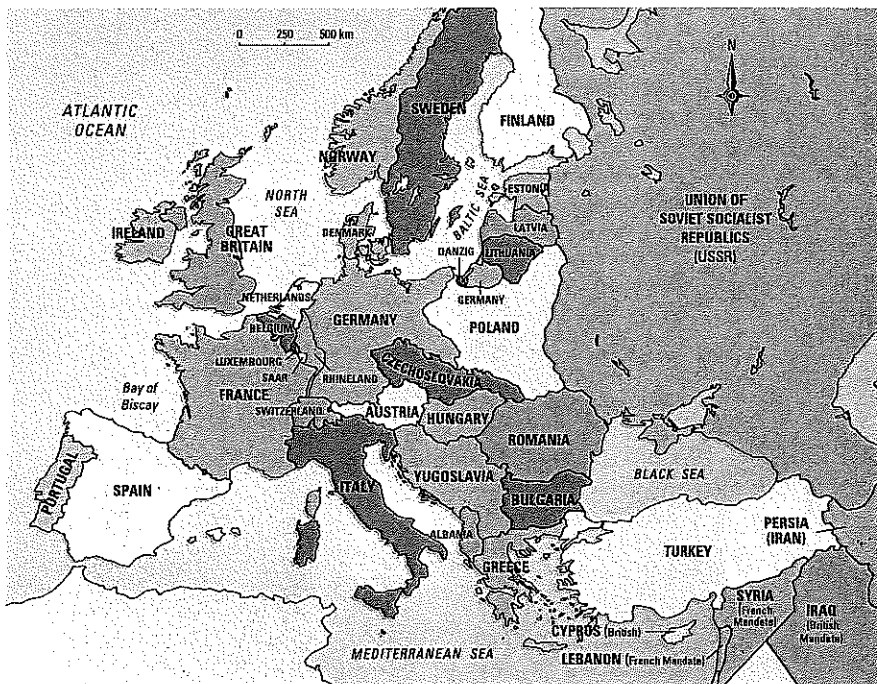 0 250 500 km
N
ATLANTIC
OCEAN
SWEDEN
FINLAND
NORWAY
NORTH
SEA
ESTONIA
BALTIC SEA
UNION OF
SOVIET SOCIALIST
REPUBLICS
(USSR)
IRELAND
GREAT
BRITAIN
DENMARK
LATVIA
DANZIG
LITHUANIA
NETHERLANDS
GERMANY
GERMANY
POLAND
BELGIUM
LUXEMBOURG
SAAR
RHINELAND
CZECHOSLOVAKIA
Bay of
Biscay
FRANCE
SWITZERLAND
AUSTRIA
HUNGARY
ROMANIA
PORTUGAL
SPAIN
ITALY
YUGOSLAVIA
BLACK SEA
BULGARIA
ALBANIA
GREECE
TURKEY
PERSIA
(IRAN)
SYRIA
(French
Mandate)
IRAQ
(British
Mandate)
CYPRUS (British)
LEBANON (French Mandate)
MEDITERRANEAN SEA